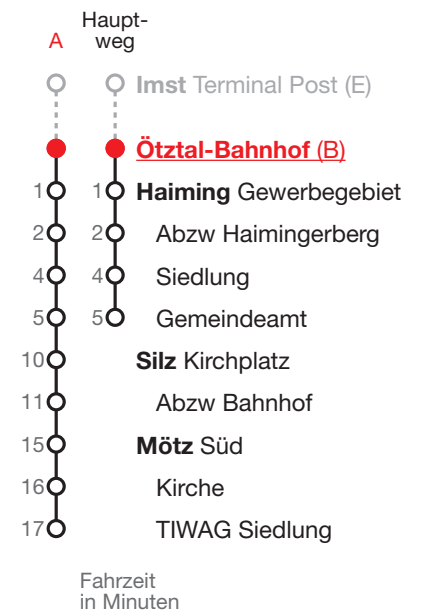 Haupt-
A weg
Imst Terminal Post (E)
Ötztal-Bahnhof (B)
1 1 Haiming Gewerbegebiet
2 2 Abzw Haimingerberg
4 4 Siedlung
5 5 Gemeindeamt
10 Silz Kirchplatz
11 Abzw Bahnhof
15 Mötz Süd
16 Kirche
17 TIWAG Siedlung
Fahrzeit
in Minuten